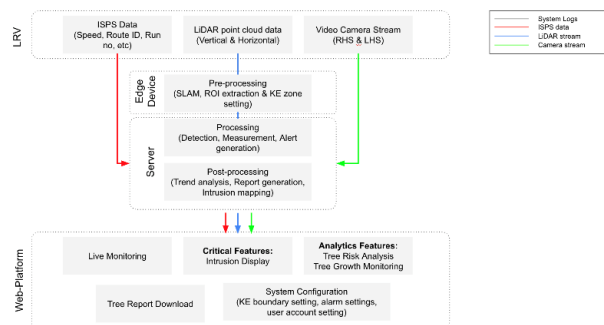 LRV
ISPS Data
(Speed, Route ID, Run
no, etc)
LiDAR point cloud data
(Vertical & Horizontal)
Video Camera Stream
(RHS & LHS)
System Logs
ISPS data
LiDAR stream
Camera stream
Edge
Device
Pre-processing
(SLAM, ROI extraction & KE zone
setting)
Server
Processing
(Detection, Measurement, Alert
generation)
Post-processing
(Trend analysis, Report generation,
Intrusion mapping)
Web-Platform
Live Monitoring
Critical Features:
Intrusion Display
Analytics Features:
Tree Risk Analysis
Tree Growth Monitoring
Tree Report Download
System Configuration
(KE boundary setting, alarm settings,
user account setting)